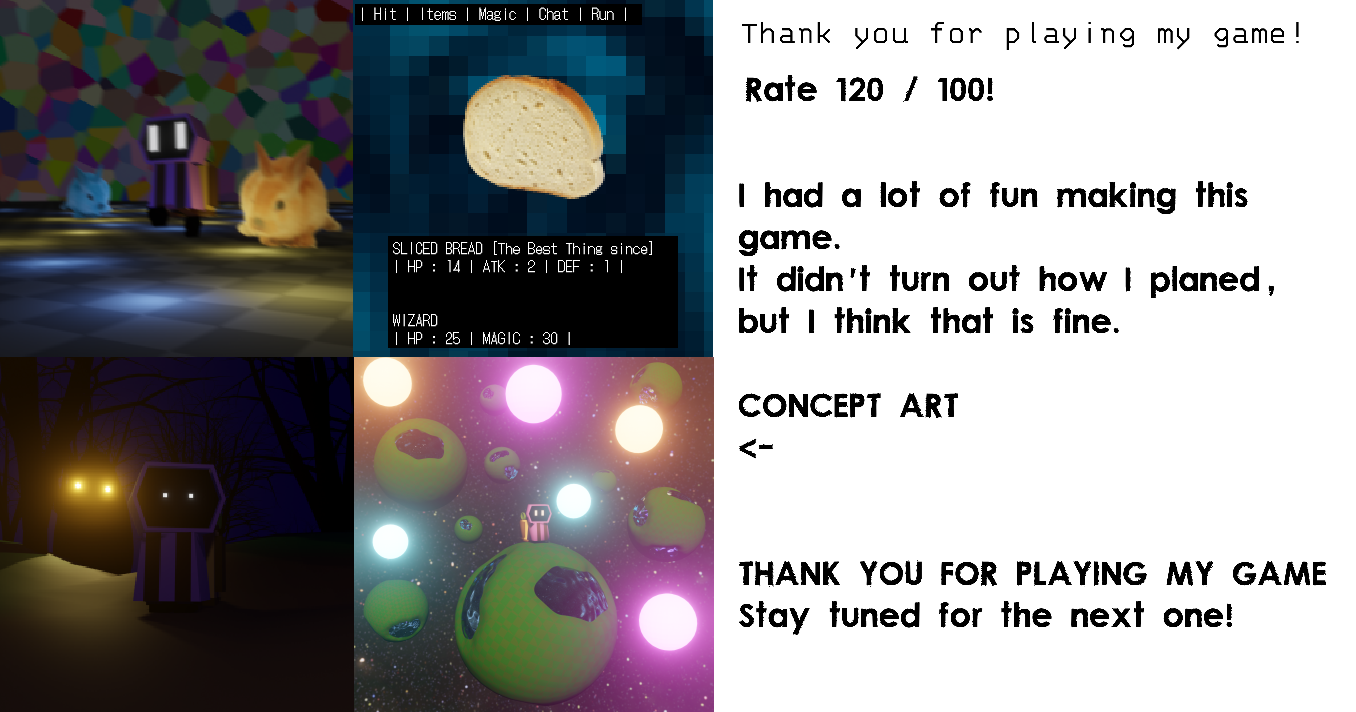 | Hit | Items | Magic | Chat | Run |
SLICED BREAD [The Best Thing since]
| HP : 14 | ATK : 2 | DEF : 1 |
WIZARD
| HP : 25 | MAGIC : 30 |
Thank you for playing my game!
Rate 120 / 100!
I had a lot of fun making this
game.
It didn't turn out how I planed,
but I think that is fine.
CONCEPT ART
<-
THANK YOU FOR PLAYING MY GAME
Stay tuned for the next one!